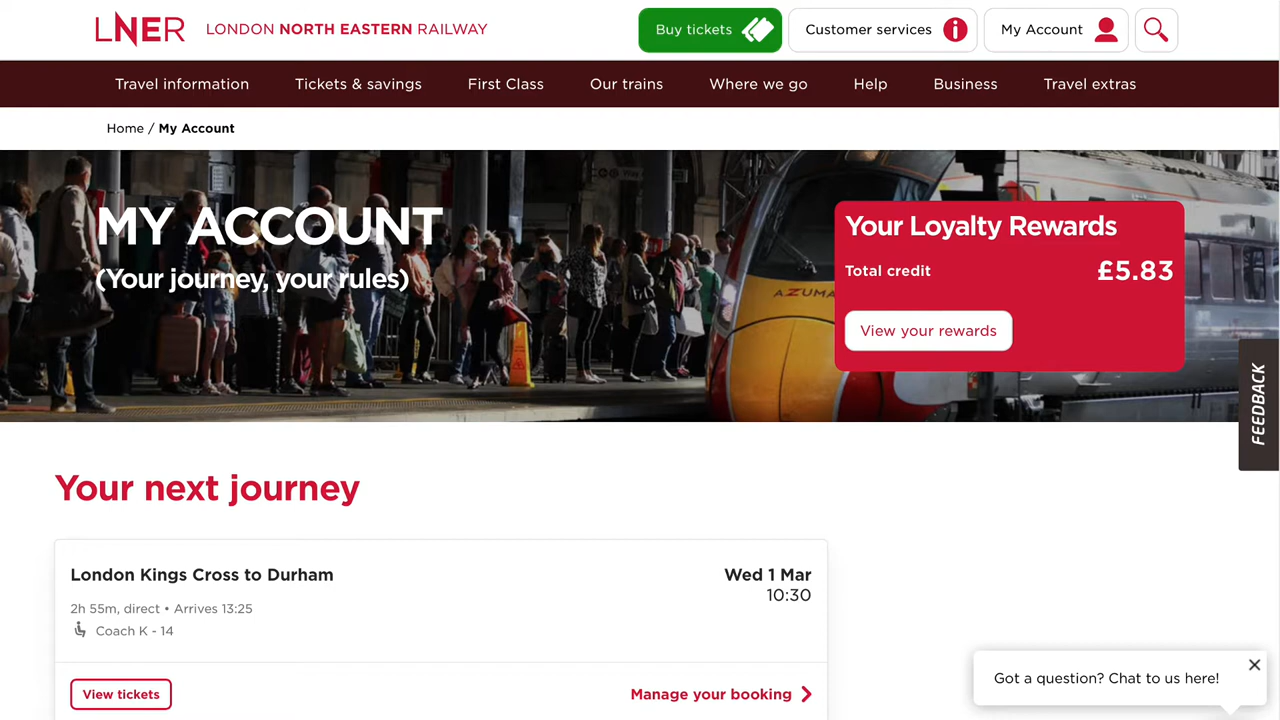 LNER LONDON NORTH EASTERN RAILWAY
Buy tickets
Customer services
My Account
Travel information
Tickets & savings
First Class
Our trains
Where we go
Help
Business
Travel extras
Home / My Account
MY ACCOUNT
(Your journey, your rules)
AZUMA
Your Loyalty Rewards
Total credit £5.83
View your rewards
FEEDBACK
Your next journey
London Kings Cross to Durham
Wed 1 Mar
10:30
2h 55m, direct • Arrives 13:25
Coach K - 14
View tickets
Manage your booking
Got a question? Chat to us here!